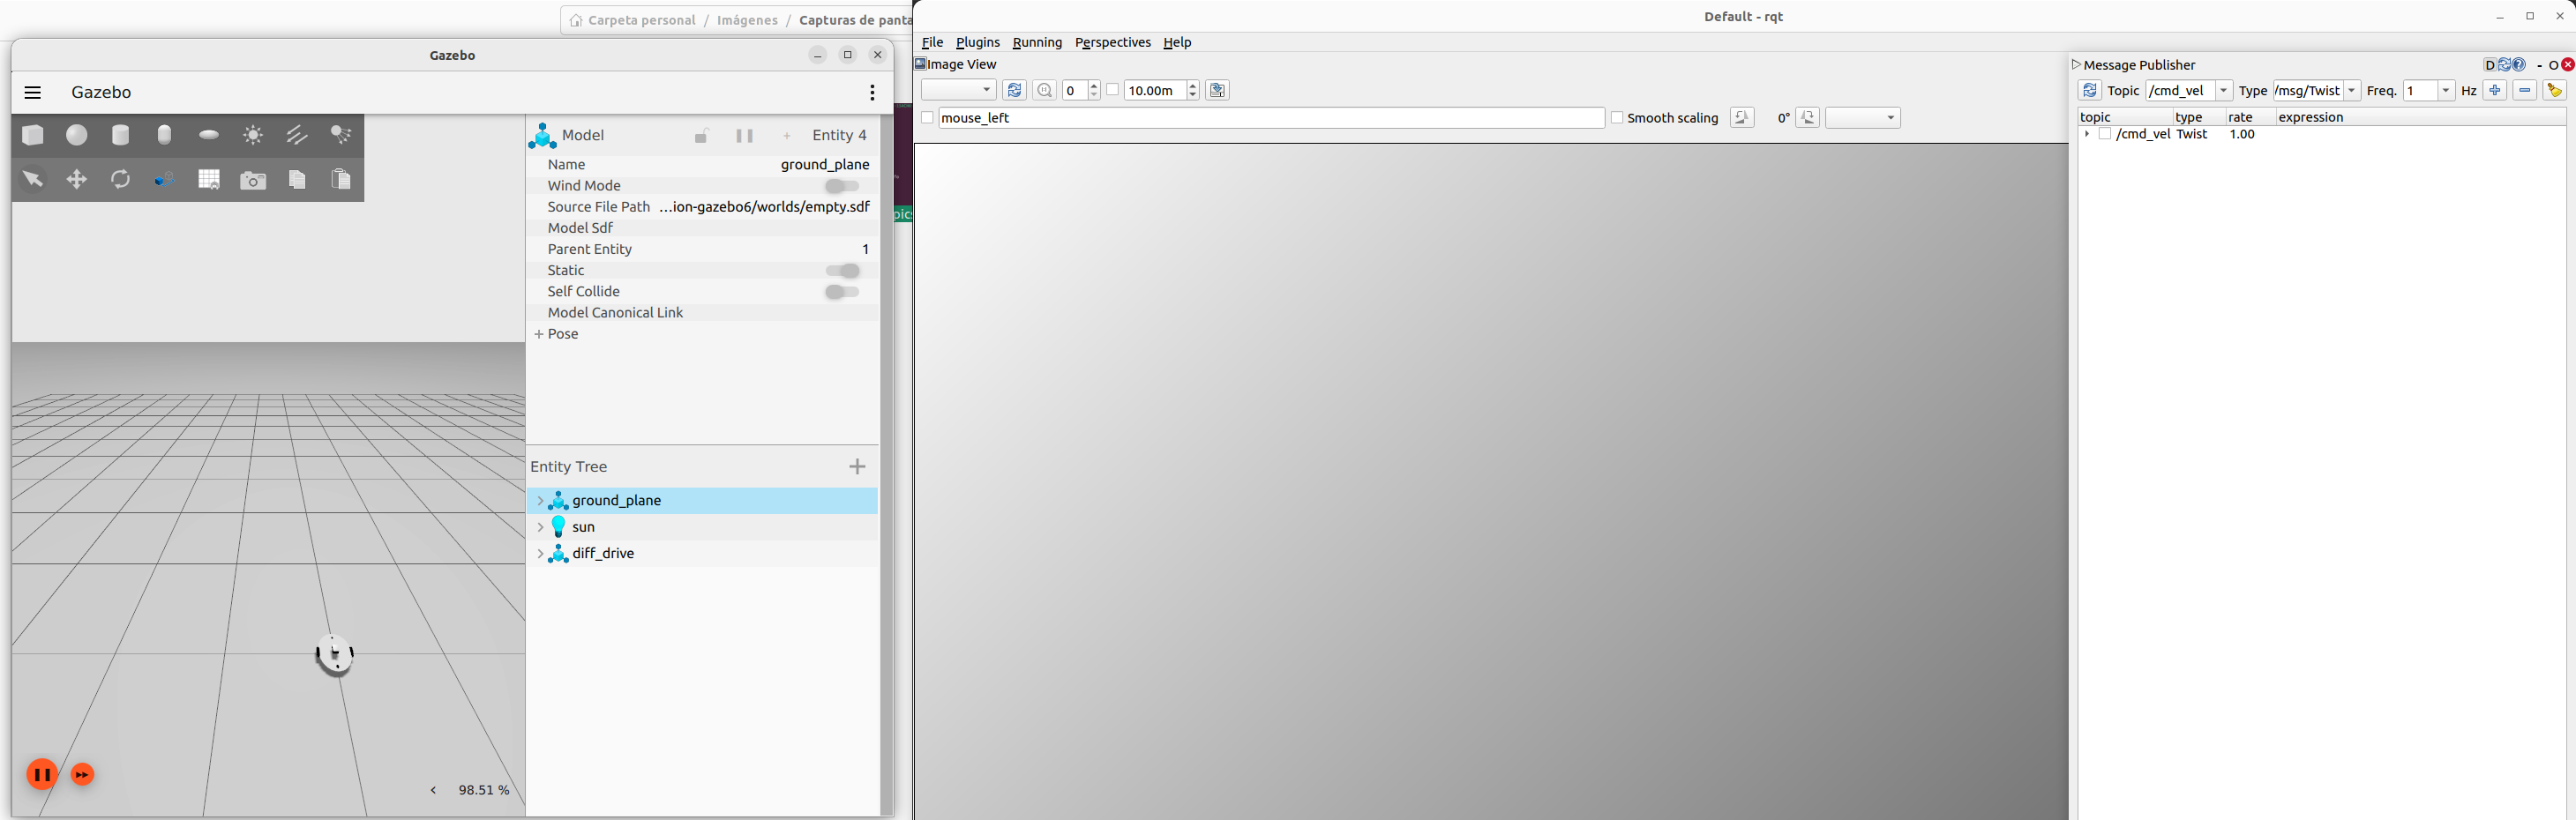 Carpeta personal / Imágenes / Capturas de panta
Gazebo
Gazebo
Model
Entity 4
Name ground_plane
Wind Mode
Source File Path ...ion-gazebo6/worlds/empty.sdf
Model Sdf
Parent Entity 1
Static
Self Collide
Model Canonical Link
+ Pose
Entity Tree
ground_plane
sun
diff_drive
< 98.51 %
pics
Default - rqt
File Plugins Running Perspectives Help
Image View
0 10.00m
mouse_left Smooth scaling 0°
Message Publisher
D - O
Topic /cmd_vel Type /msg/Twist Freq. 1 Hz
topic type rate expression
/cmd_vel Twist 1.00